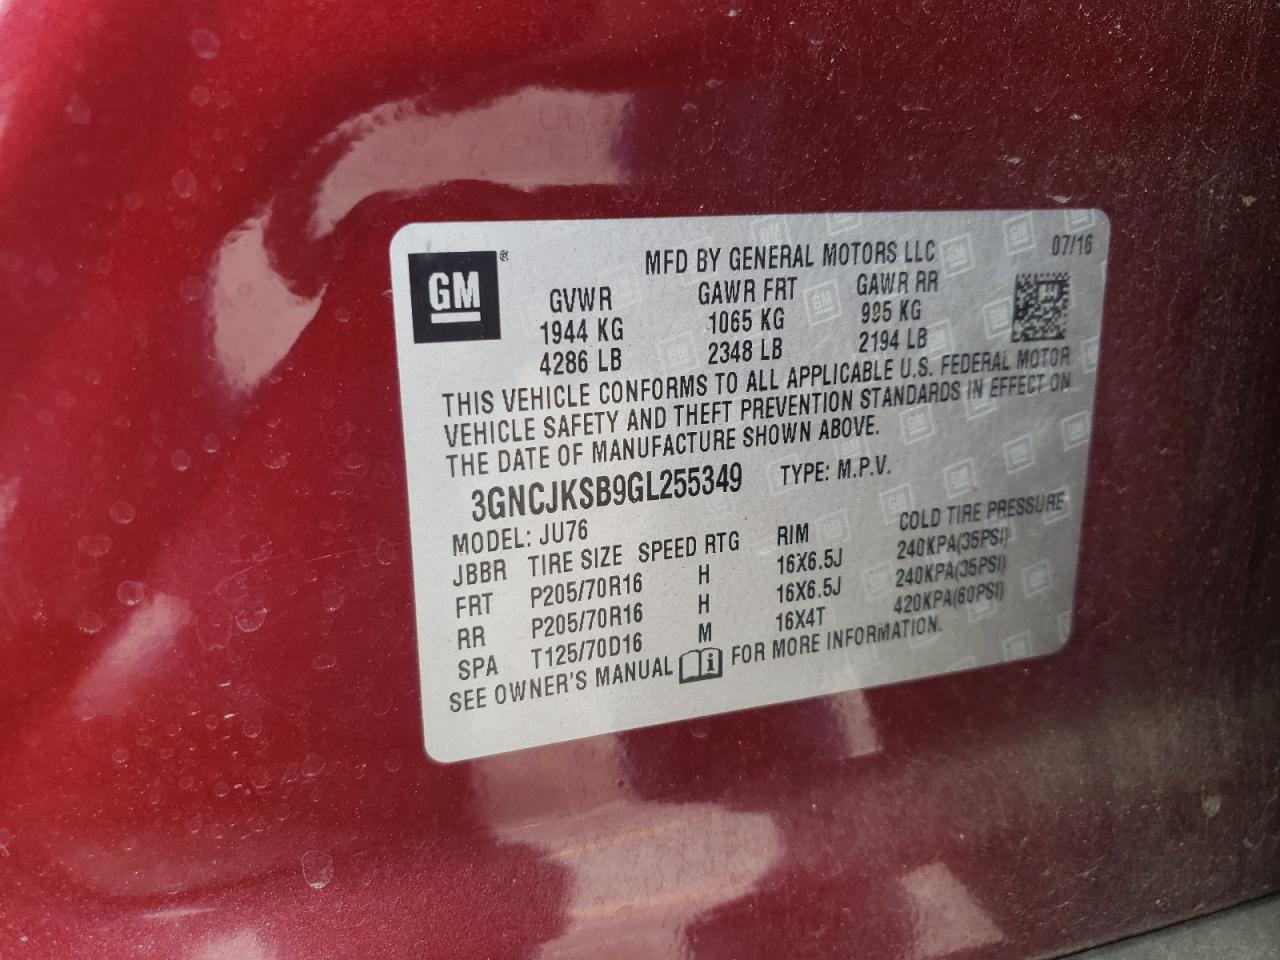 GM ®
MFD BY GENERAL MOTORS LLC 07/16
GVWR GAWR FRT GAWR RR
1944 KG 1065 KG 995 KG
4286 LB 2348 LB 2194 LB
THIS VEHICLE CONFORMS TO ALL APPLICABLE U.S. FEDERAL MOTOR
VEHICLE SAFETY AND THEFT PREVENTION STANDARDS IN EFFECT ON
THE DATE OF MANUFACTURE SHOWN ABOVE.
3GNCJKSB9GL255349 TYPE: M.P.V.
MODEL: JU76
JBBR TIRE SIZE SPEED RTG RIM COLD TIRE PRESSURE
FRT P205/70R16 H 16X6.5J 240KPA(35PSI)
RR P205/70R16 H 16X6.5J 240KPA(35PSI)
SPA T125/70D16 M 16X4T 420KPA(60PSI)
SEE OWNER'S MANUAL FOR MORE INFORMATION.